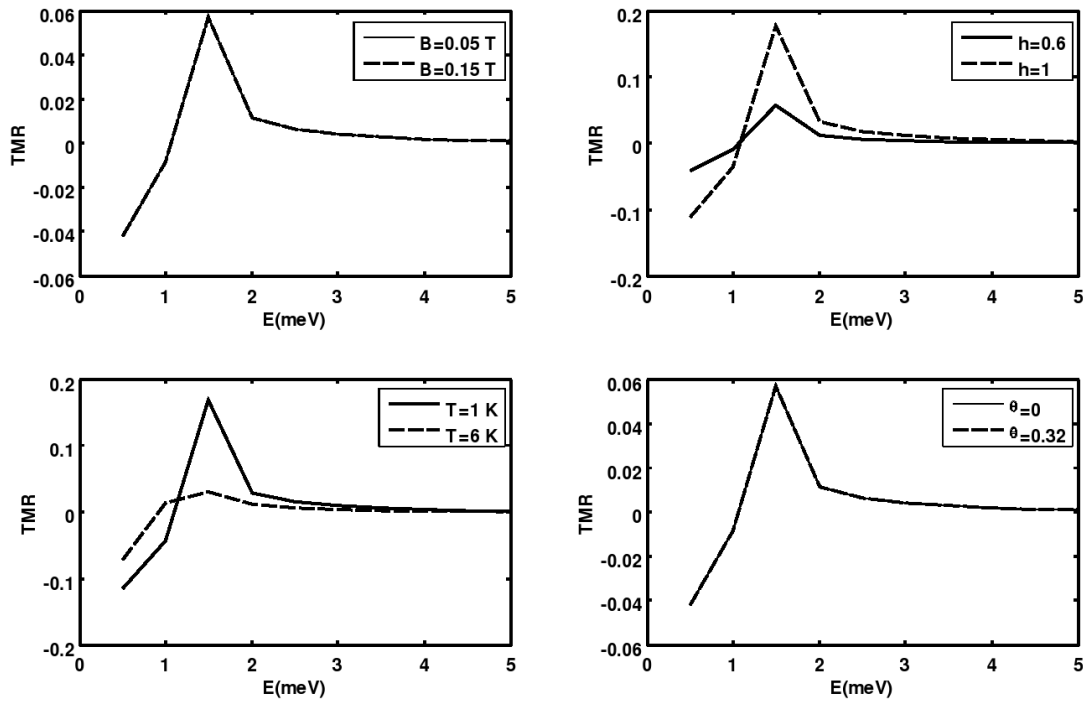 0.06
0.04
0.02
0
-0.02
-0.04
-0.06
TMR
B=0.05 T
B=0.15 T
0 1 2 3 4 5
E(meV)
0.2
0.1
0
-0.1
-0.2
TMR
h=0.6
h=1
0 1 2 3 4 5
E(meV)
0.2
0.1
0
-0.1
-0.2
TMR
T=1 K
T=6 K
0 1 2 3 4 5
E(meV)
0.06
0.04
0.02
0
-0.02
-0.04
-0.06
TMR
θ=0
θ=0.32
0 1 2 3 4 5
E(meV)